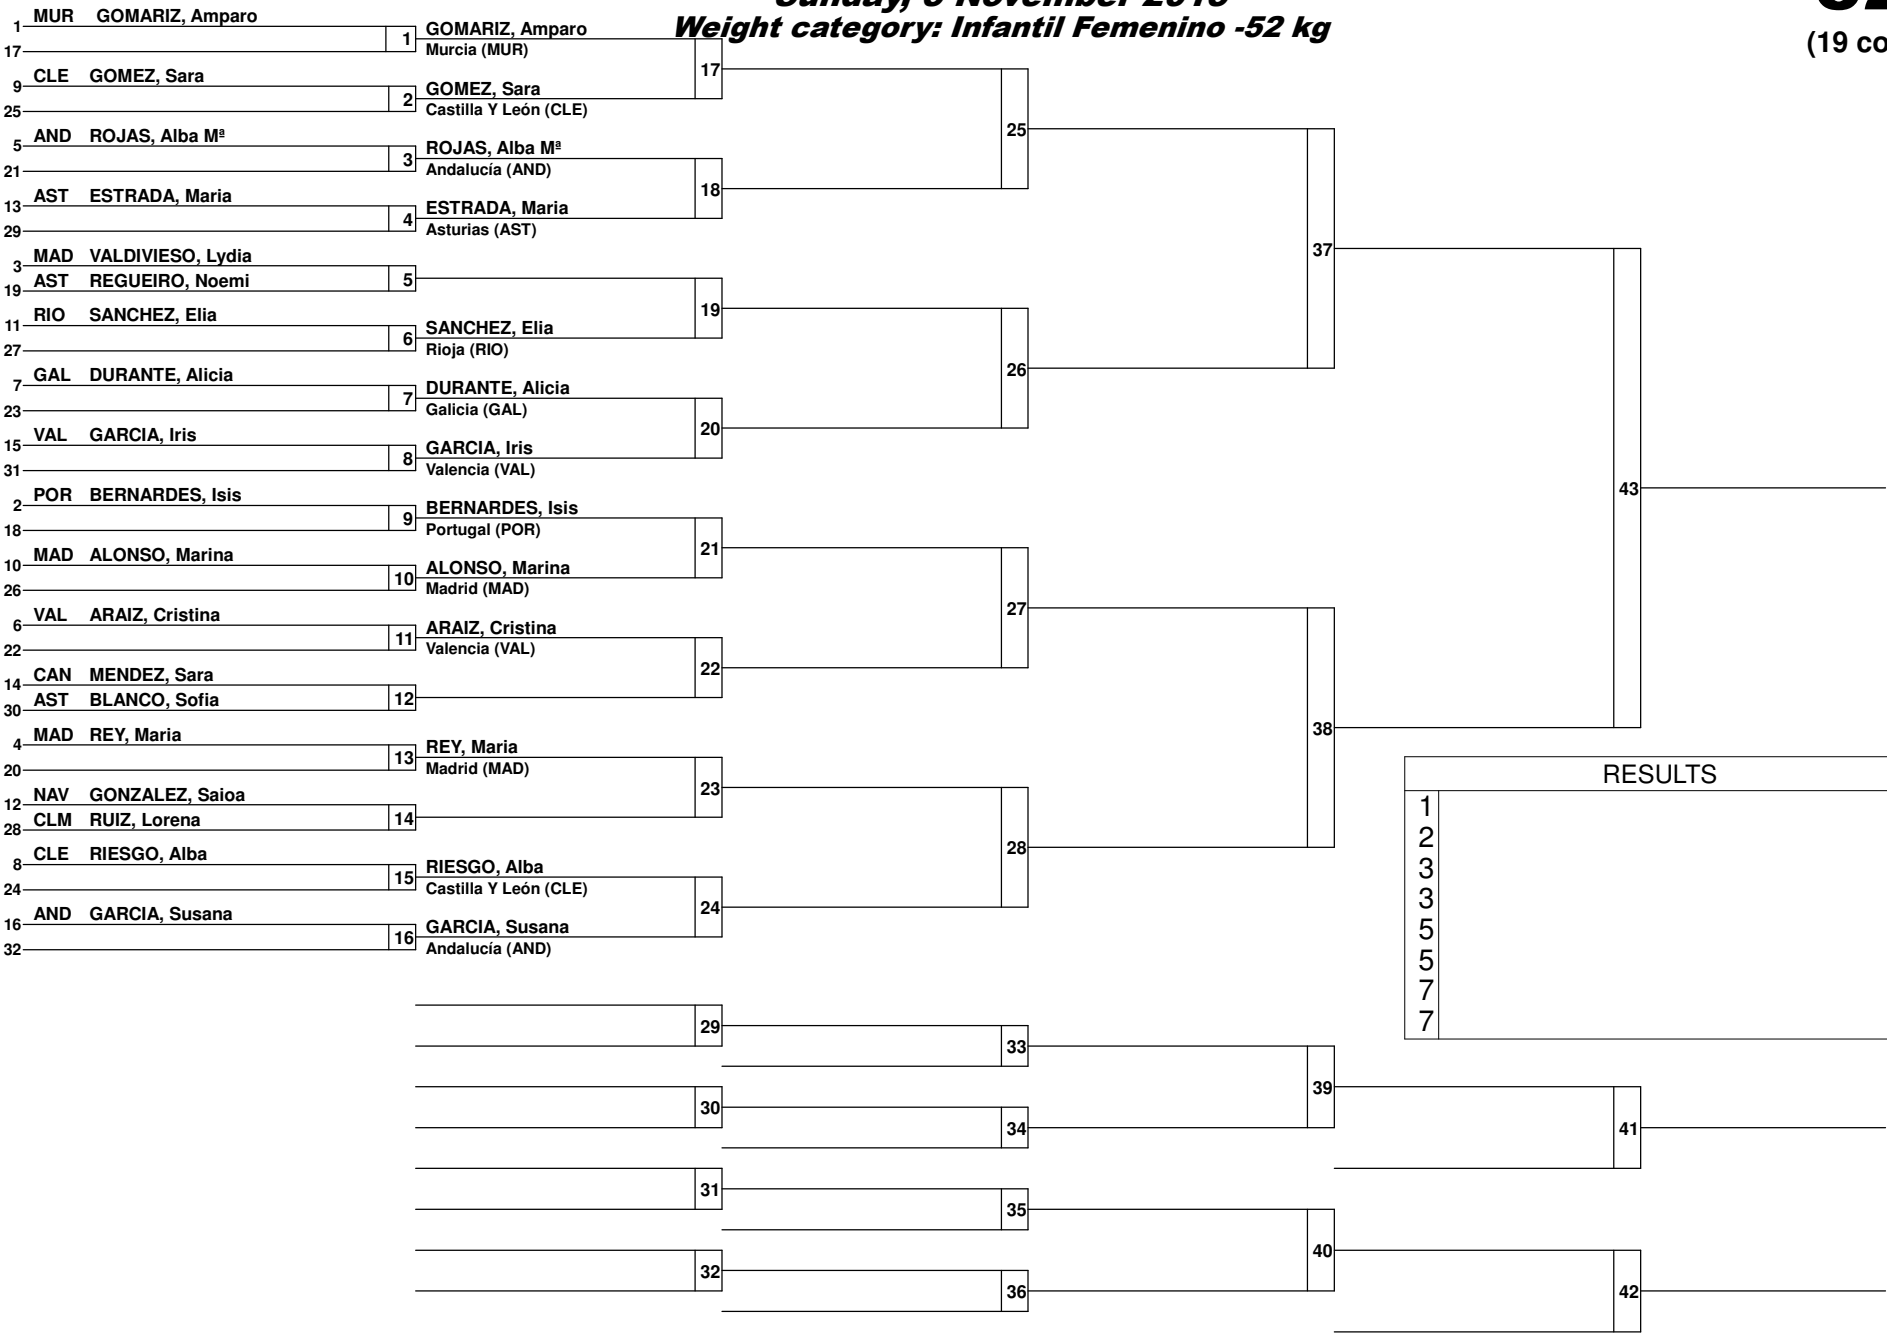 Weight category: Infantil Femenino -52 kg
(19 co
1 MUR GOMARIZ, Amparo
17
1 GOMARIZ, Amparo
Murcia (MUR)
9 CLE GOMEZ, Sara
25
2 GOMEZ, Sara
Castilla Y León (CLE)
17
5 AND ROJAS, Alba Mª
21
3 ROJAS, Alba Mª
Andalucía (AND)
13 AST ESTRADA, Maria
29
4 ESTRADA, Maria
Asturias (AST)
18
25
3 MAD VALDIVIESO, Lydia
19 AST REGUEIRO, Noemi
5
11 RIO SANCHEZ, Elia
27
6 SANCHEZ, Elia
Rioja (RIO)
19
7 GAL DURANTE, Alicia
23
7 DURANTE, Alicia
Galicia (GAL)
15 VAL GARCIA, Iris
31
8 GARCIA, Iris
Valencia (VAL)
20
26
37
2 POR BERNARDES, Isis
18
9 BERNARDES, Isis
Portugal (POR)
10 MAD ALONSO, Marina
26
10 ALONSO, Marina
Madrid (MAD)
21
6 VAL ARAIZ, Cristina
22
11 ARAIZ, Cristina
Valencia (VAL)
14 CAN MENDEZ, Sara
30 AST BLANCO, Sofia
12
22
27
4 MAD REY, Maria
20
13 REY, Maria
Madrid (MAD)
12 NAV GONZALEZ, Saioa
28 CLM RUIZ, Lorena
14
23
8 CLE RIESGO, Alba
24
15 RIESGO, Alba
Castilla Y León (CLE)
16 AND GARCIA, Susana
32
16 GARCIA, Susana
Andalucía (AND)
24
28
38
43
RESULTS
1
2
3
3
5
5
7
7
29
33
30
34
39
41
31
35
32
36
40
42